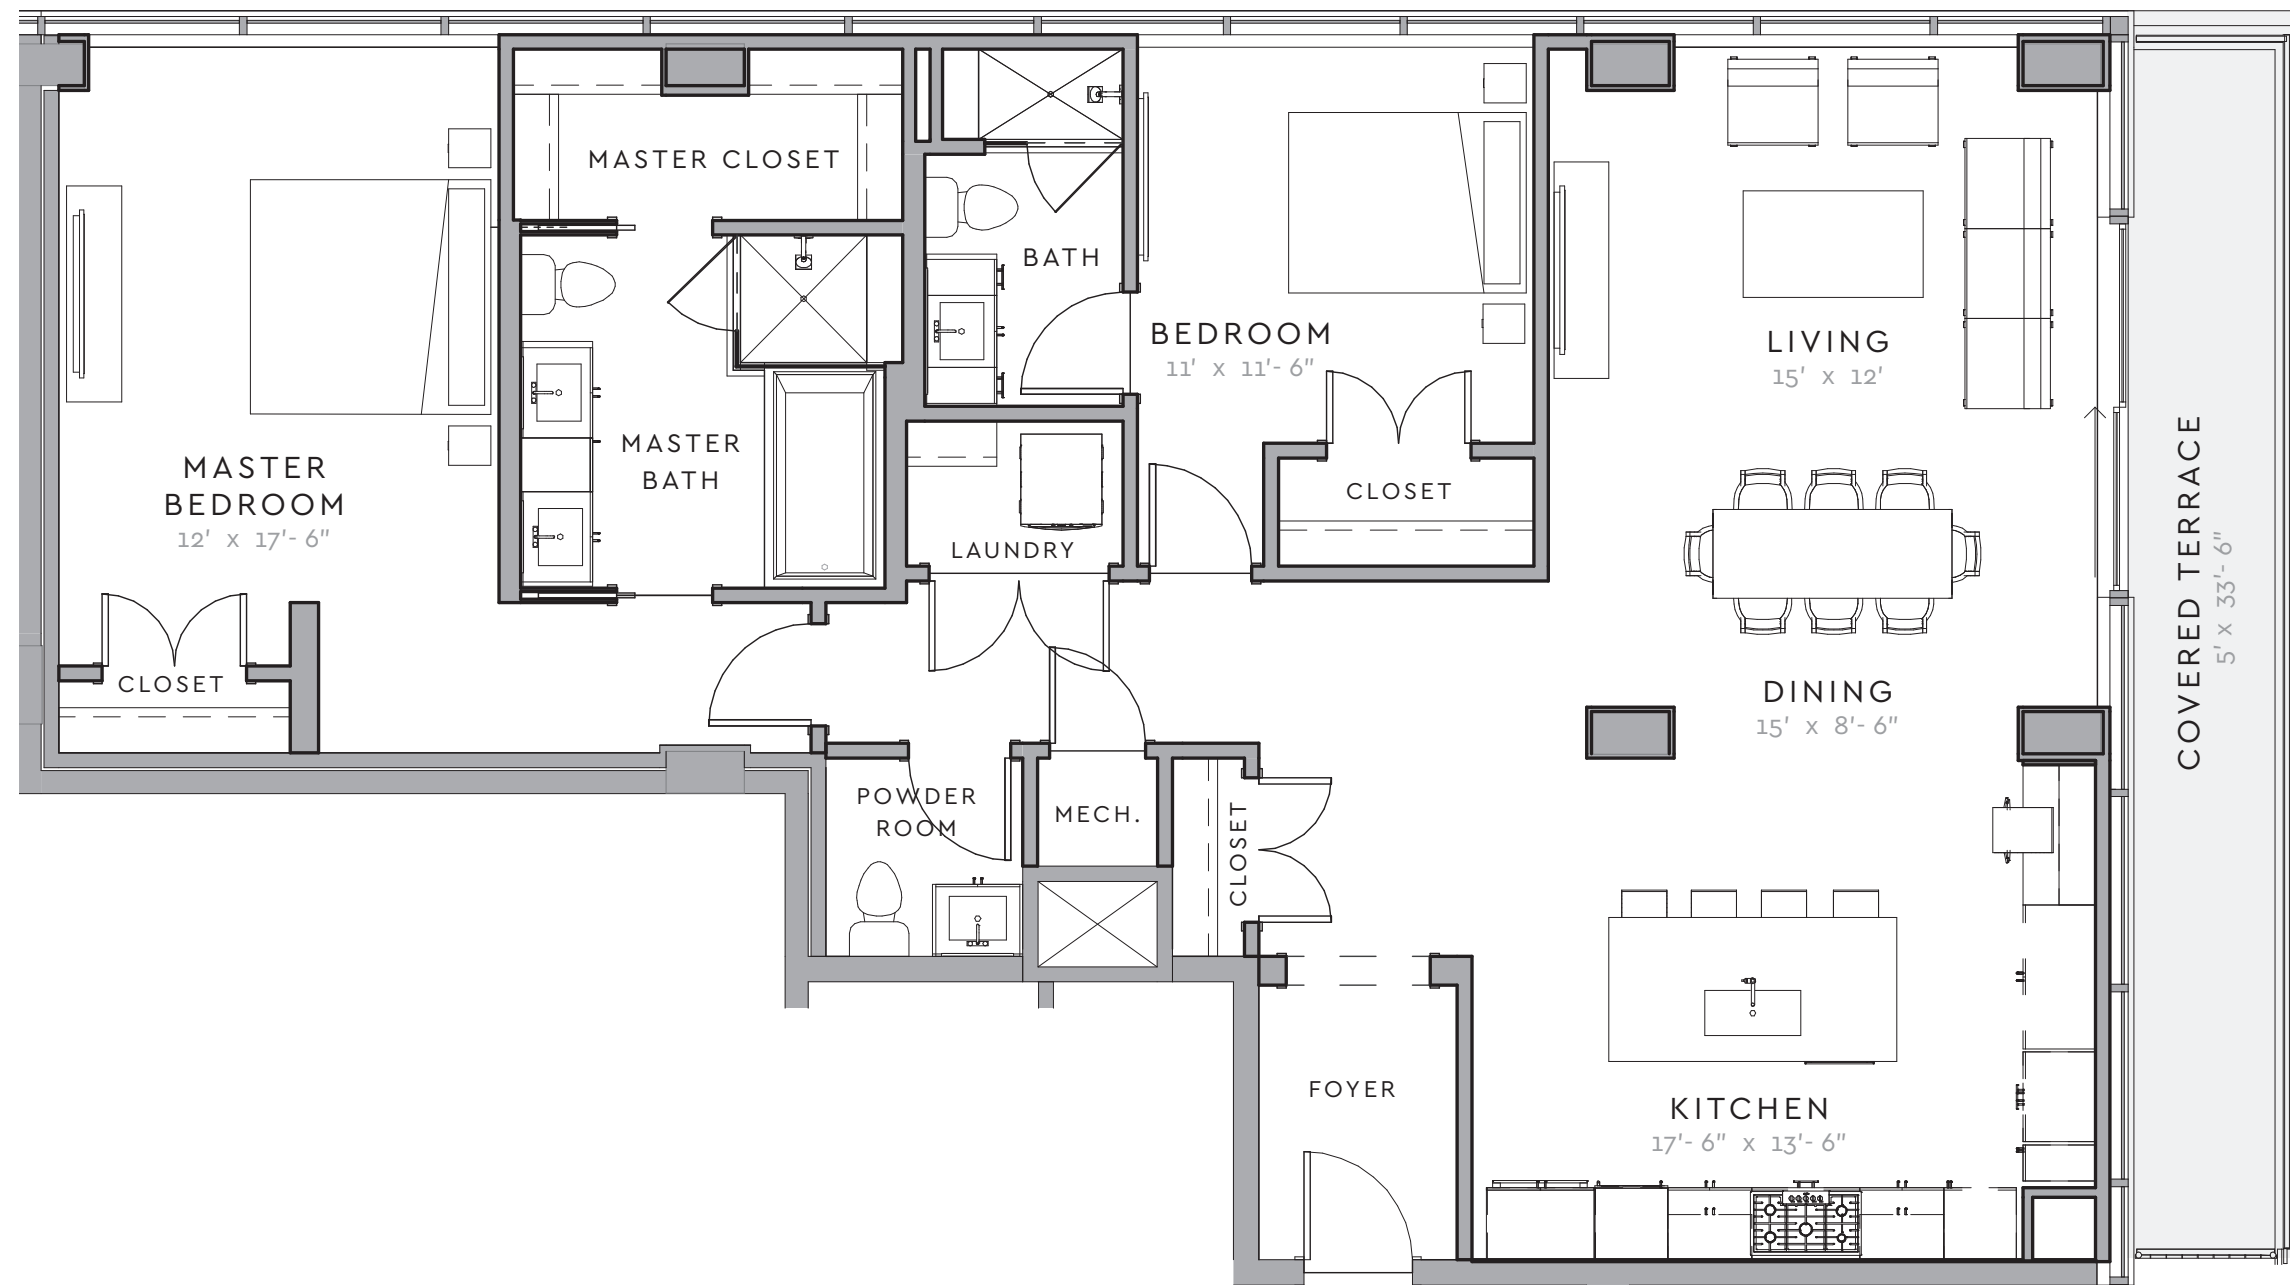 MASTER CLOSET
BATH
BEDROOM
11' x 11'-6"
LIVING
15' x 12'
MASTER
BEDROOM
12' x 17'-6"
MASTER
BATH
LAUNDRY
CLOSET
CLOSET
DINING
15' x 8'-6"
COVERED TERRACE
5' x 33'-6"
POWDER
ROOM
MECH.
CLOSET
FOYER
KITCHEN
17'-6" x 13'-6"